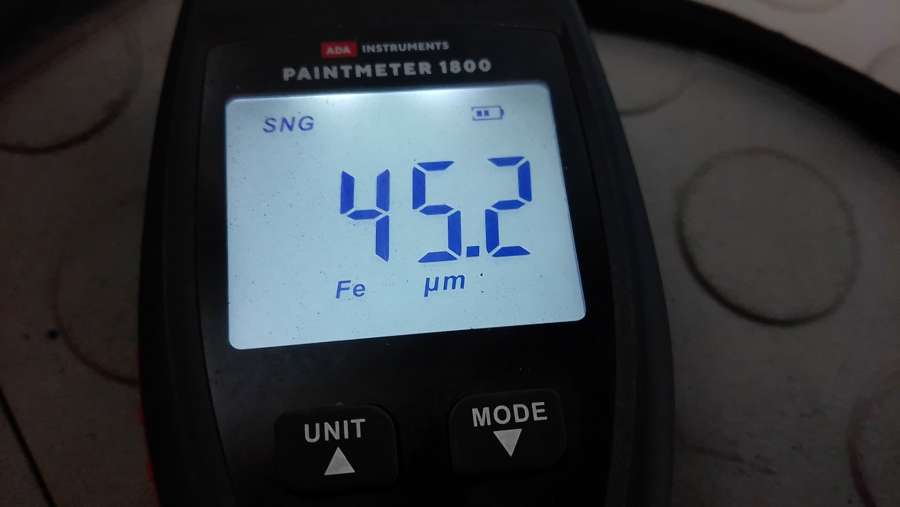 ADA INSTRUMENTS
PAINTMETER 1800
SNG
45.2
Fe µm
UNIT MODE